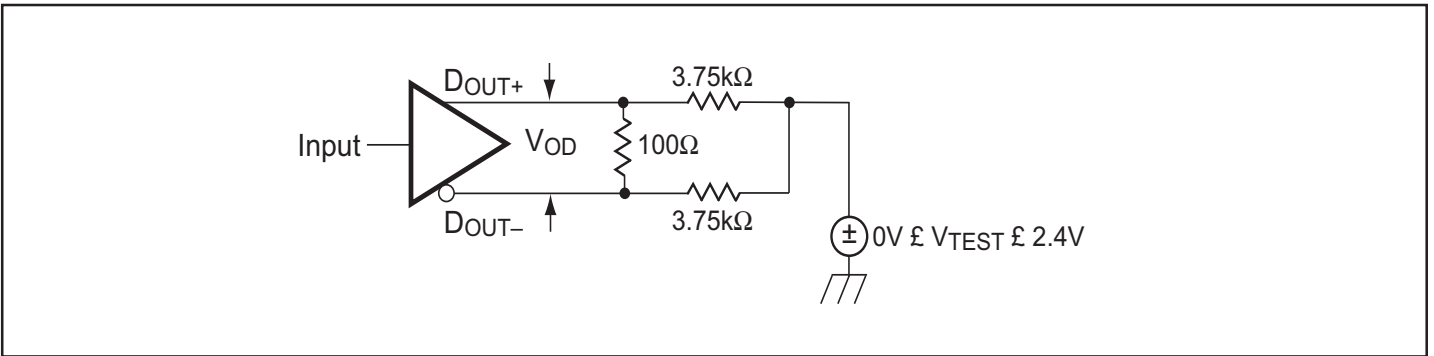 DOUT+
3.75kΩ
Input
VOD
100Ω
DOUT–
3.75kΩ
±
0V £ VTEST £ 2.4V